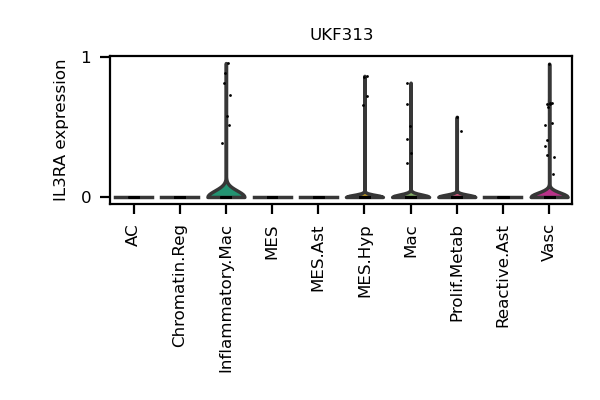 UKF313
IL3RA expression
1
0
AC
Chromatin.Reg
Inflammatory.Mac
MES
MES.Ast
MES.Hyp
Mac
Prolif.Metab
Reactive.Ast
Vasc